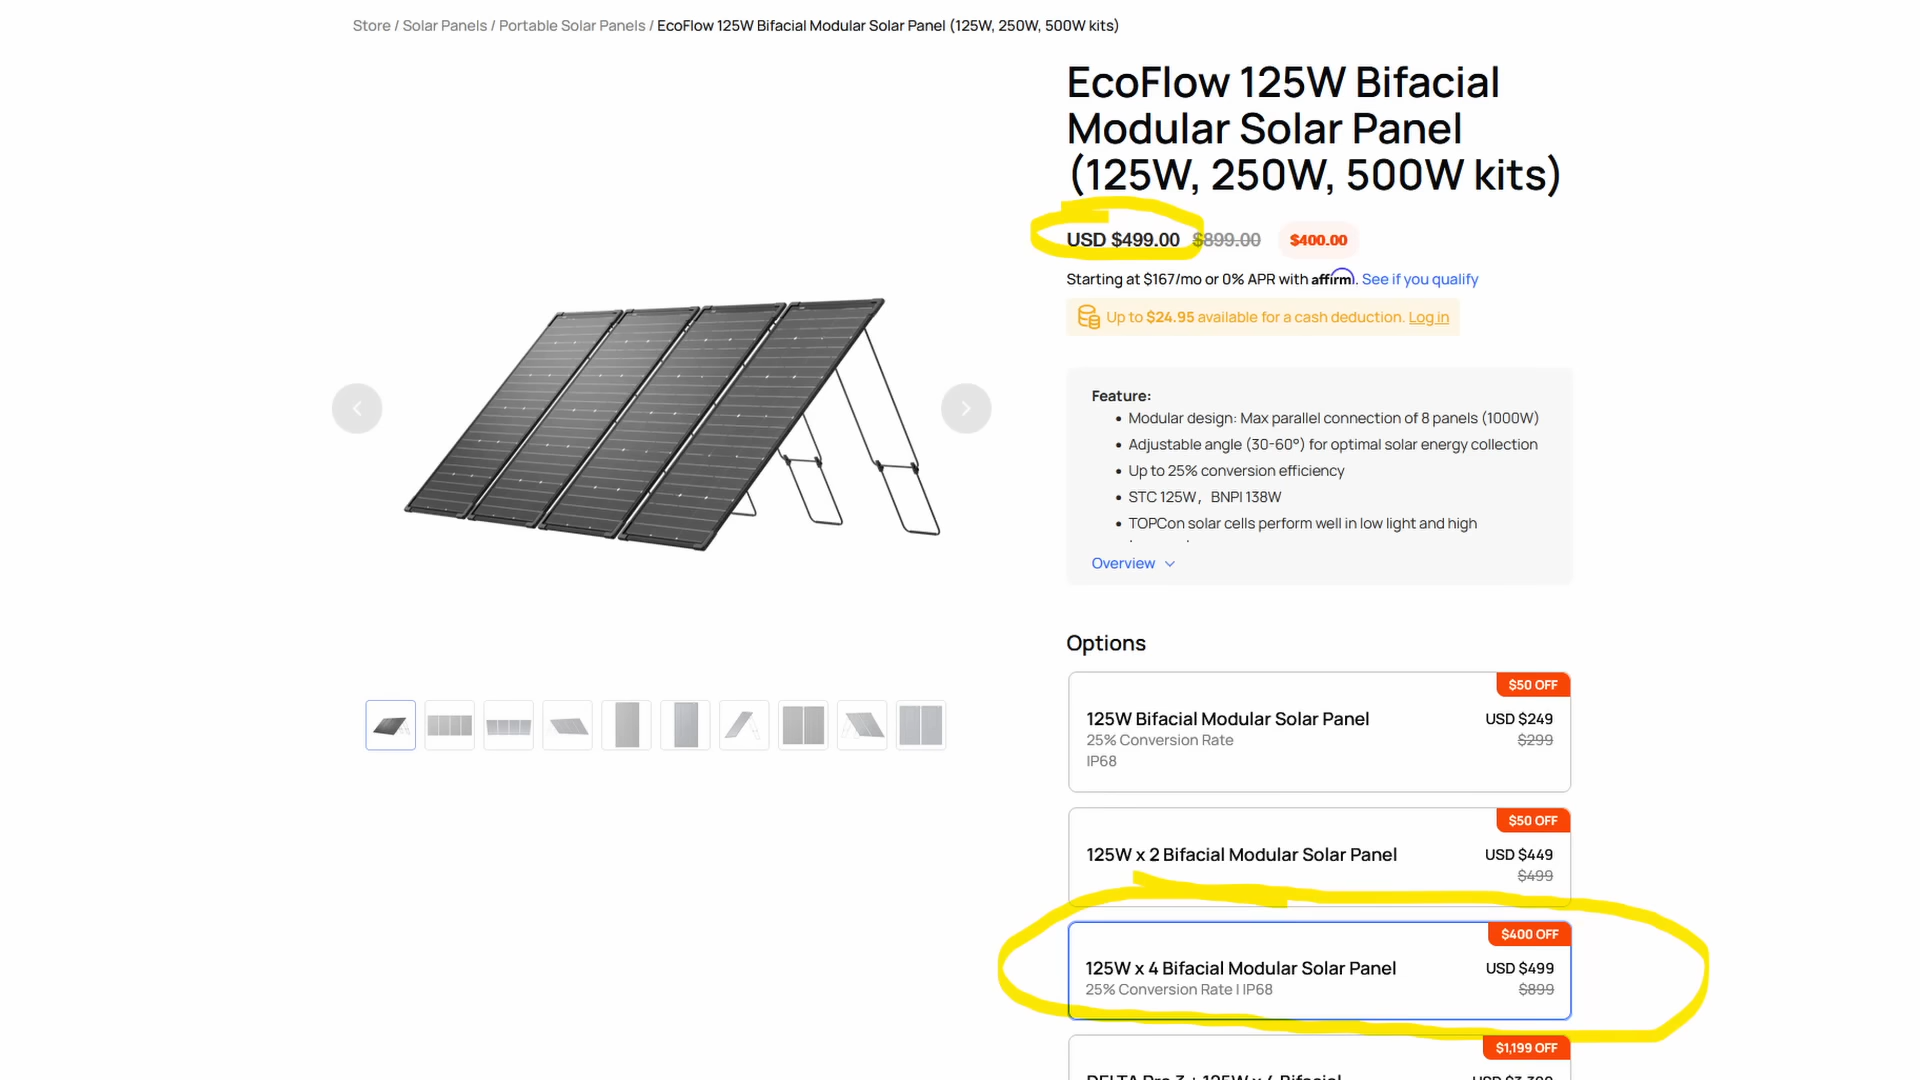 Store / Solar Panels / Portable Solar Panels / EcoFlow 125W Bifacial Modular Solar Panel (125W, 250W, 500W kits)
EcoFlow 125W Bifacial
Modular Solar Panel
(125W, 250W, 500W kits)
USD $499.00 $899.00 $400.00
Starting at $167/mo or 0% APR with affirm. See if you qualify
Up to $24.95 available for a cash deduction. Log in
Feature:
• Modular design: Max parallel connection of 8 panels (1000W)
• Adjustable angle (30-60°) for optimal solar energy collection
• Up to 25% conversion efficiency
• STC 125W，BNPI 138W
• TOPCon solar cells perform well in low light and high
Overview
Options
$50 OFF
125W Bifacial Modular Solar Panel USD $249
25% Conversion Rate $299
IP68
$50 OFF
125W x 2 Bifacial Modular Solar Panel USD $449
$499
$400 OFF
125W x 4 Bifacial Modular Solar Panel USD $499
25% Conversion Rate | IP68 $899
$1,199 OFF
DELTA Pro 3 + 125W x 4 Bifacial